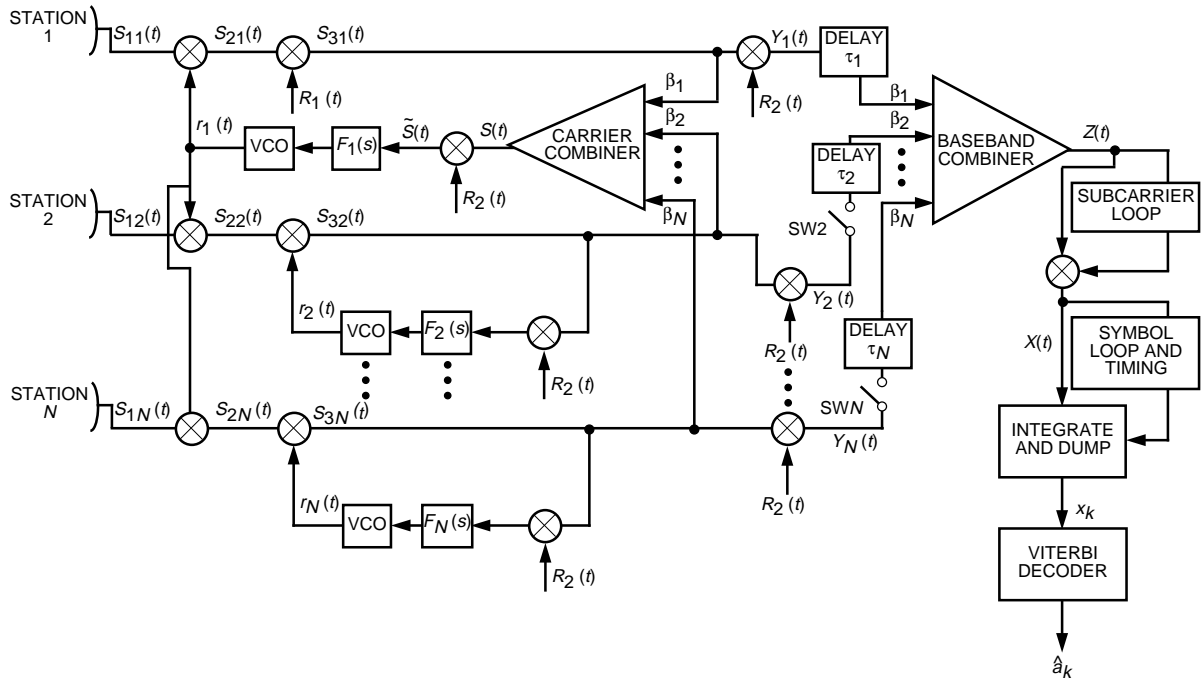 STATION
1
S11(t)
S21(t)
S31(t)
Y1(t)
DELAY
τ1
R1(t)
R2(t)
β1
β1
r1(t)
VCO
F1(s)
S̃(t)
S(t)
CARRIER
COMBINER
β2
βN
R2(t)
DELAY
τ2
β2
βN
BASEBAND
COMBINER
Z(t)
SUBCARRIER
LOOP
STATION
2
S12(t)
S22(t)
S32(t)
SW2
Y2(t)
r2(t)
VCO
F2(s)
R2(t)
R2(t)
DELAY
τN
X(t)
SYMBOL
LOOP AND
TIMING
STATION
N
S1N(t)
S2N(t)
S3N(t)
SWN
YN(t)
INTEGRATE
AND DUMP
rN(t)
VCO
FN(s)
R2(t)
R2(t)
xk
VITERBI
DECODER
âk